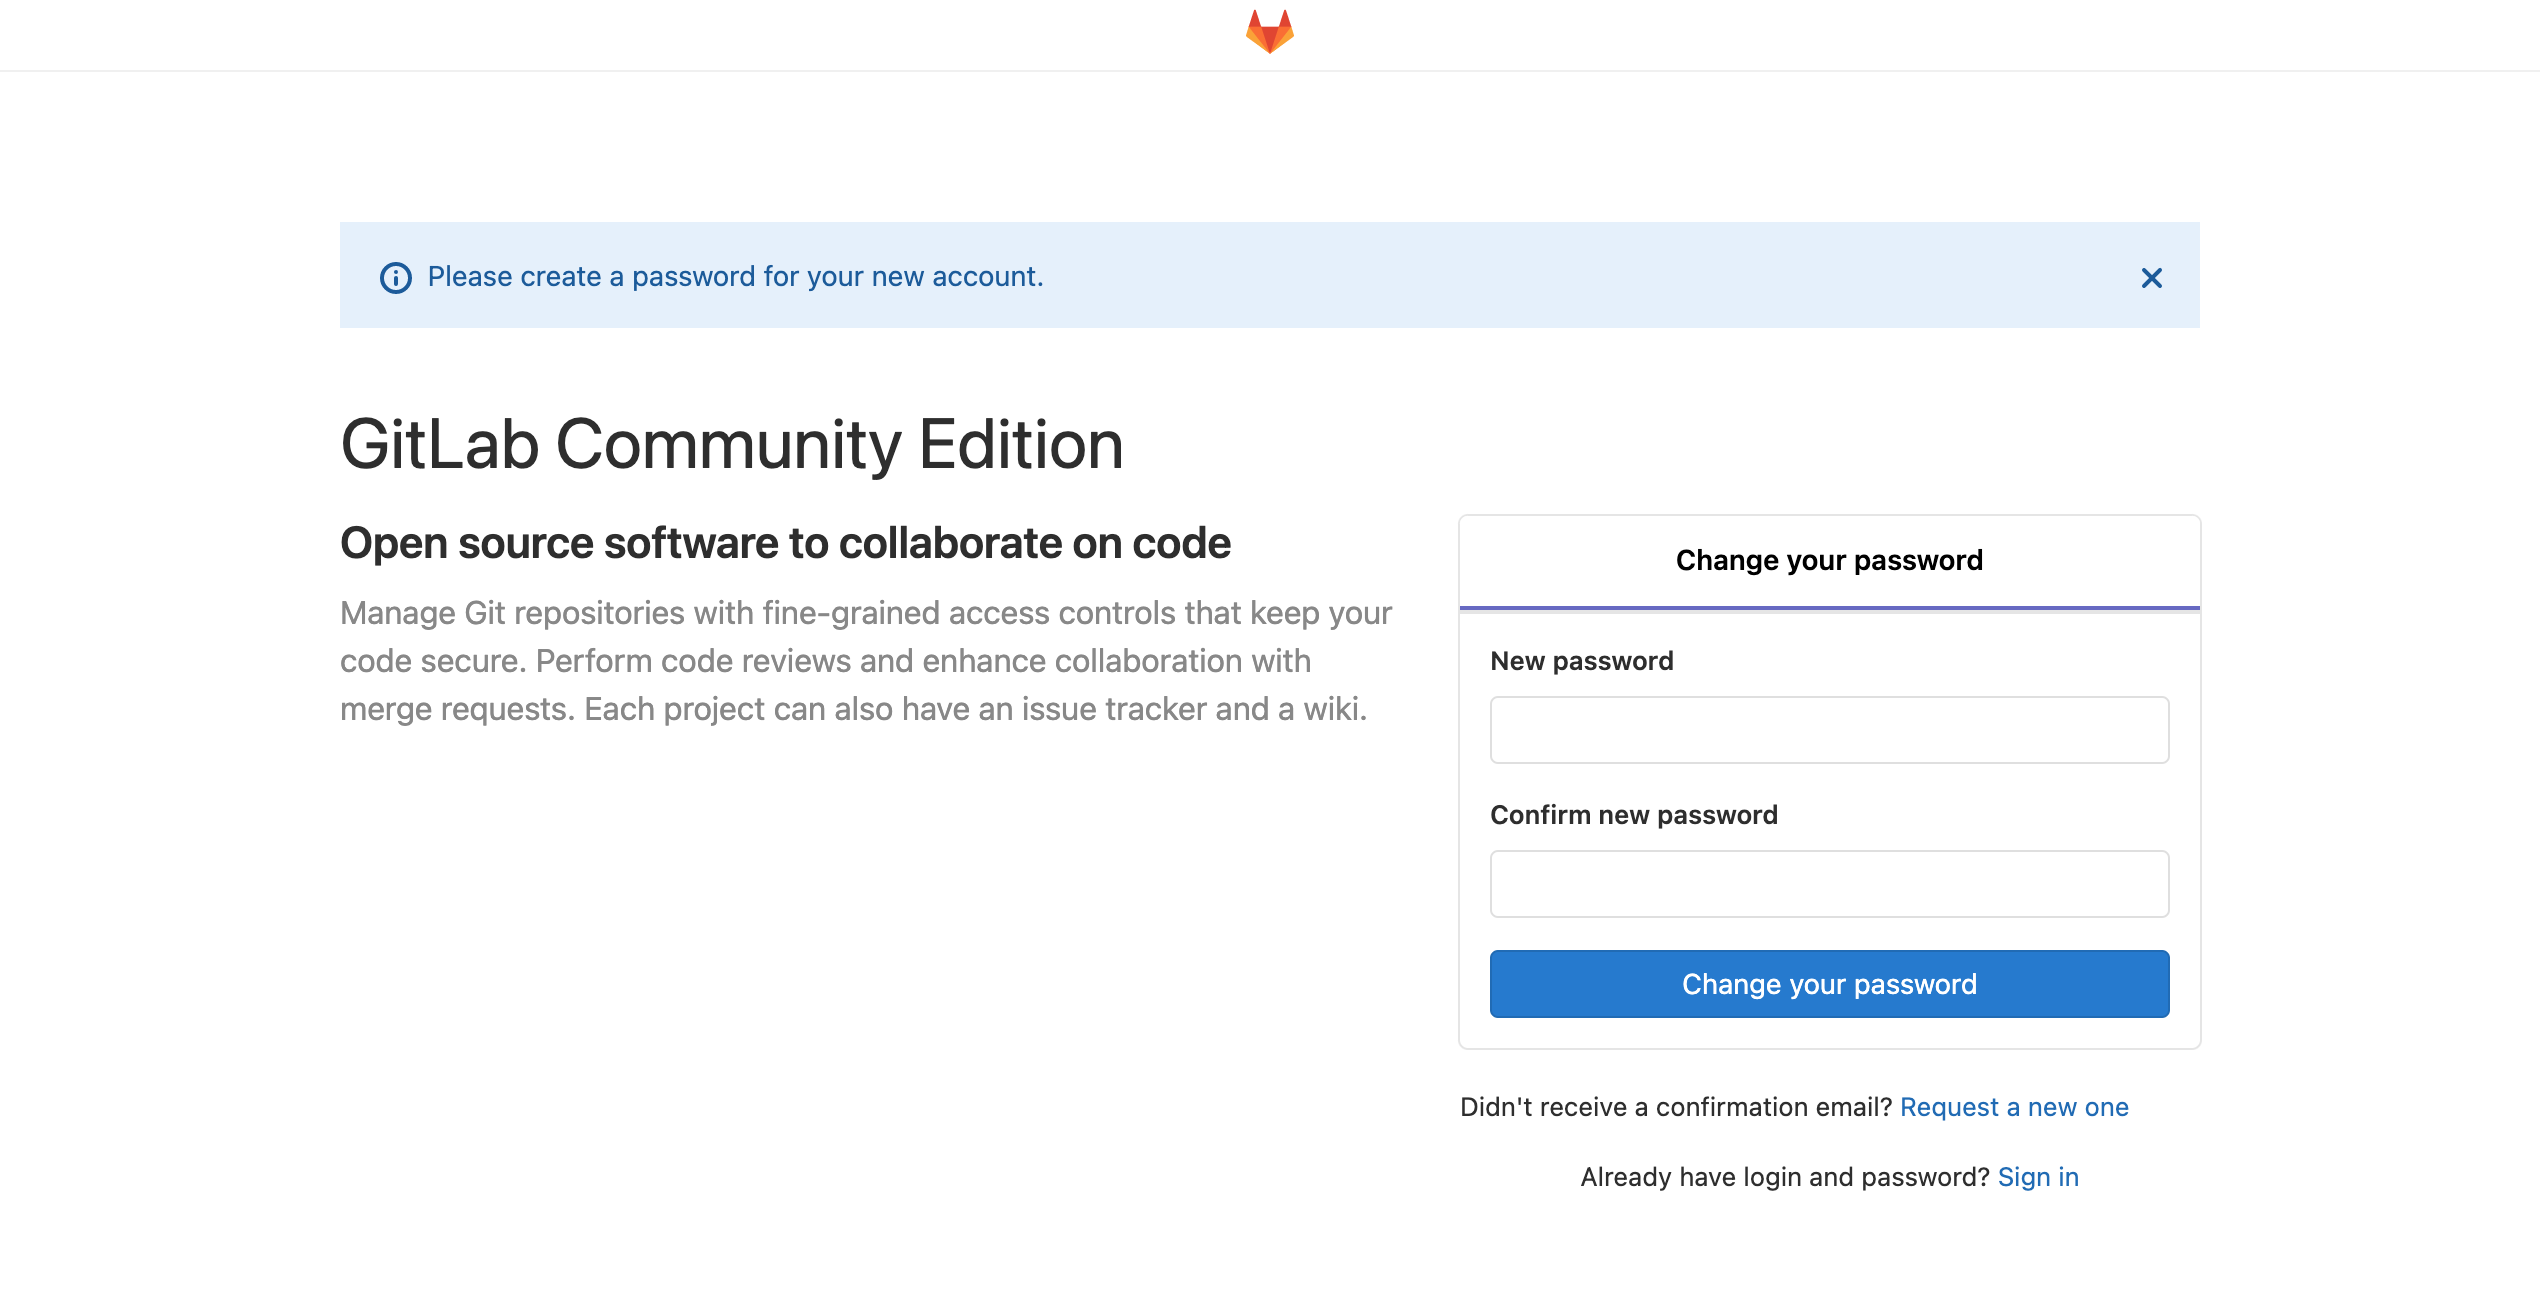 Please create a password for your new account.
GitLab Community Edition
Open source software to collaborate on code
Manage Git repositories with fine-grained access controls that keep your
code secure. Perform code reviews and enhance collaboration with
merge requests. Each project can also have an issue tracker and a wiki.
Change your password
New password
Confirm new password
Change your password
Didn't receive a confirmation email? Request a new one
Already have login and password? Sign in